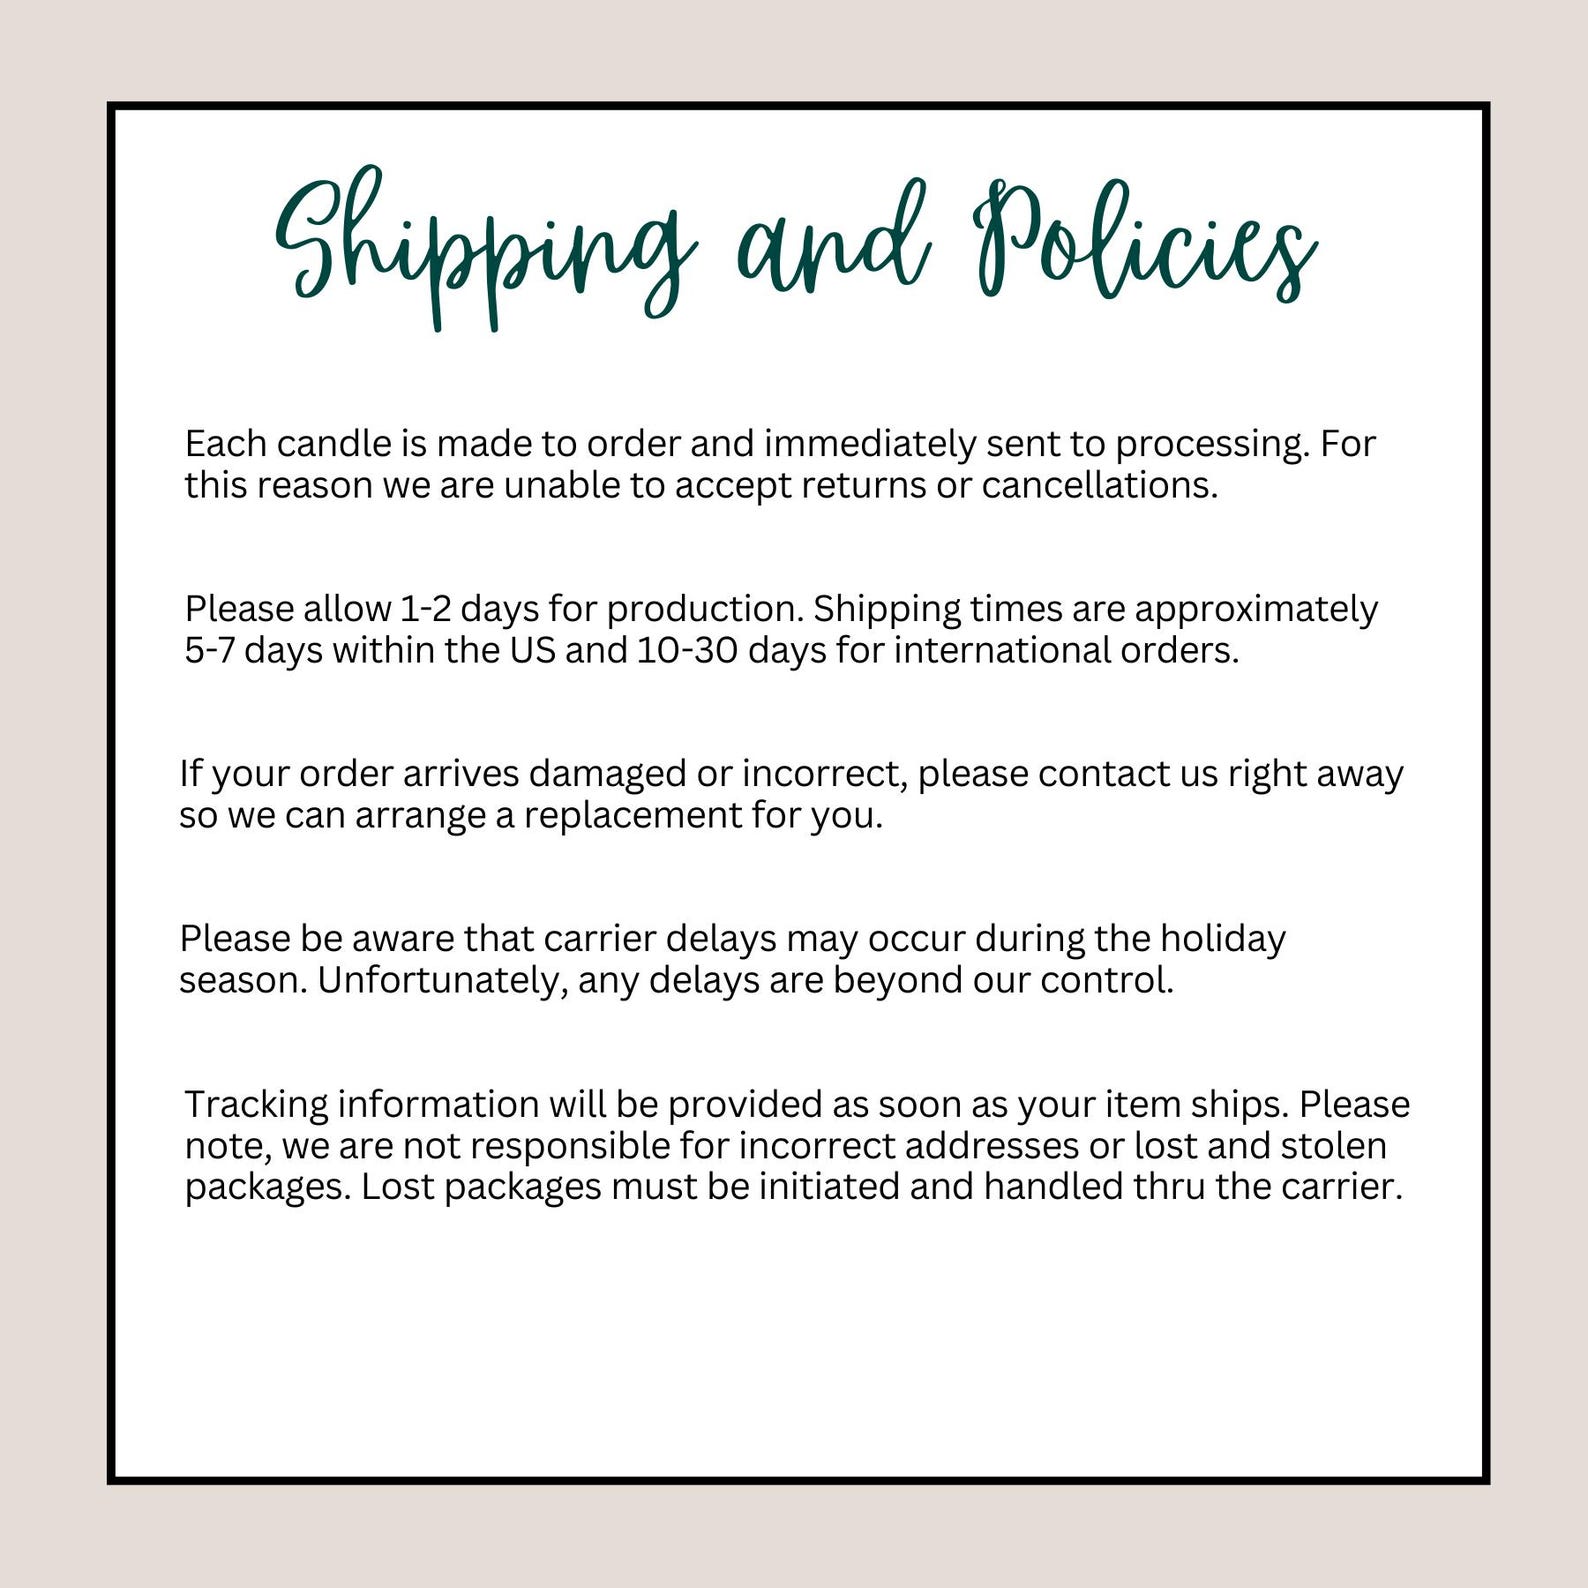 Shipping and Policies
Each candle is made to order and immediately sent to processing. For
this reason we are unable to accept returns or cancellations.
Please allow 1-2 days for production. Shipping times are approximately
5-7 days within the US and 10-30 days for international orders.
If your order arrives damaged or incorrect, please contact us right away
so we can arrange a replacement for you.
Please be aware that carrier delays may occur during the holiday
season. Unfortunately, any delays are beyond our control.
Tracking information will be provided as soon as your item ships. Please
note, we are not responsible for incorrect addresses or lost and stolen
packages. Lost packages must be initiated and handled thru the carrier.